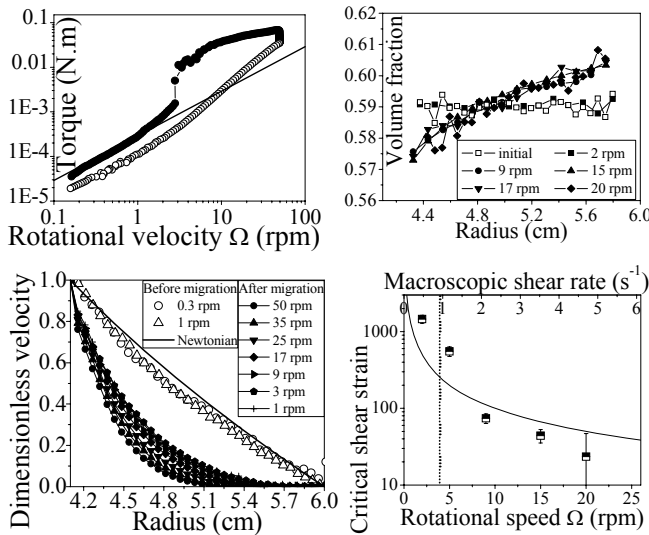 Torque (N.m)
0.01
1E-3
1E-4
1E-5
0.1 1 10 100
Rotational velocity Ω (rpm)
Volume fraction
0.61
0.60
0.59
0.58
0.57
0.56
initial 2 rpm
9 rpm 15 rpm
17 rpm 20 rpm
4.4 4.8 5.2 5.6 6.0
Radius (cm)
Dimensionless velocity
1.0
0.8
0.6
0.4
0.2
0.0
Before migration
0.3 rpm
1 rpm
Newtonian
After migration
50 rpm
35 rpm
25 rpm
17 rpm
9 rpm
3 rpm
1 rpm
4.2 4.5 4.8 5.1 5.4 5.7 6.0
Radius (cm)
Macroscopic shear rate (s⁻¹)
0 1 2 3 4 5 6
Critical shear strain
1000
100
10
0 5 10 15 20 25
Rotational speed Ω (rpm)